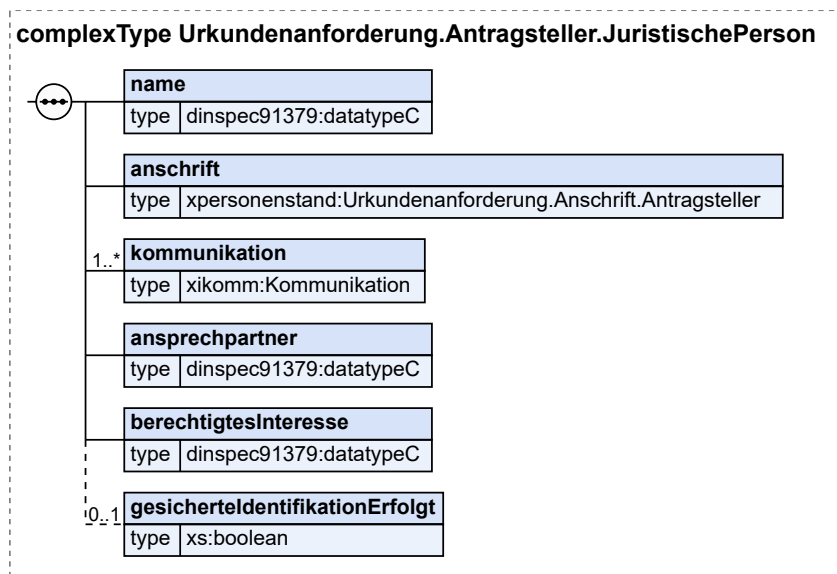 complexType Urkundenanforderung.Antragsteller.JuristischePerson
name
type dinspec91379:datatypeC
anschrift
type xpersonenstand:Urkundenanforderung.Anschrift.Antragsteller
1..* kommunikation
type xikomm:Kommunikation
ansprechpartner
type dinspec91379:datatypeC
berechtigtesInteresse
type dinspec91379:datatypeC
0..1 gesicherteIdentifikationErfolgt
type xs:boolean